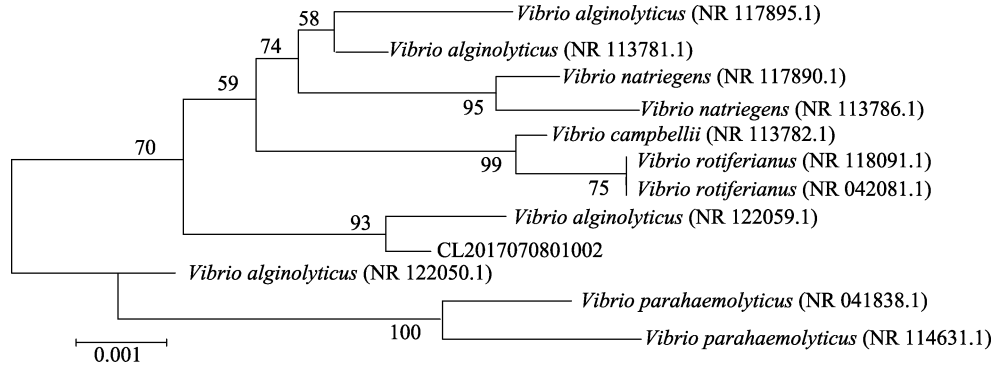 58 Vibrio alginolyticus (NR 117895.1)
74 Vibrio alginolyticus (NR 113781.1)
59 Vibrio natriegens (NR 117890.1)
95 Vibrio natriegens (NR 113786.1)
Vibrio campbellii (NR 113782.1)
70 99 Vibrio rotiferianus (NR 118091.1)
75 Vibrio rotiferianus (NR 042081.1)
93 Vibrio alginolyticus (NR 122059.1)
CL2017070801002
Vibrio alginolyticus (NR 122050.1)
Vibrio parahaemolyticus (NR 041838.1)
100 Vibrio parahaemolyticus (NR 114631.1)
0.001